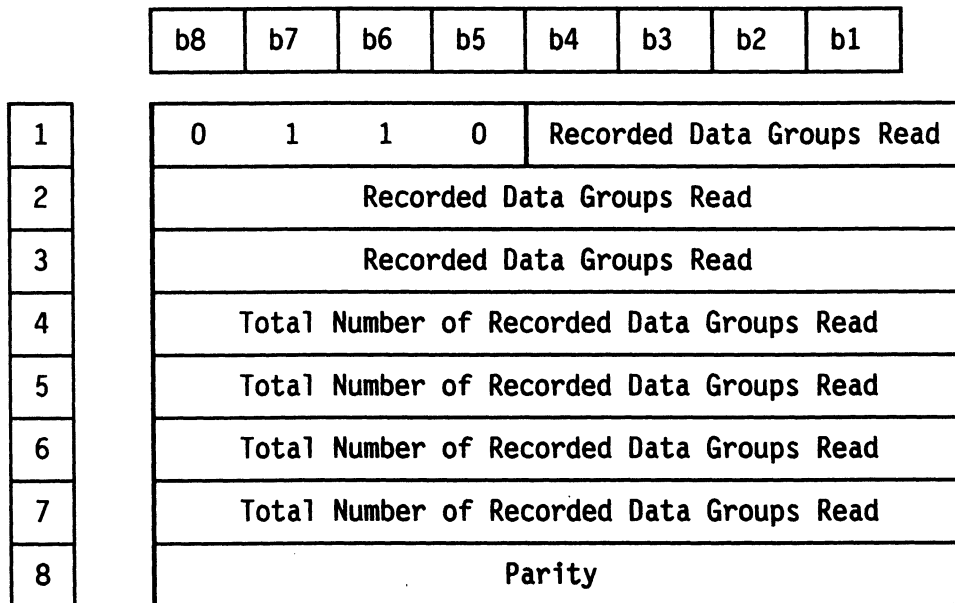 b8 b7 b6 b5 b4 b3 b2 b1
1 0 1 1 0 Recorded Data Groups Read
2 Recorded Data Groups Read
3 Recorded Data Groups Read
4 Total Number of Recorded Data Groups Read
5 Total Number of Recorded Data Groups Read
6 Total Number of Recorded Data Groups Read
7 Total Number of Recorded Data Groups Read
8 Parity